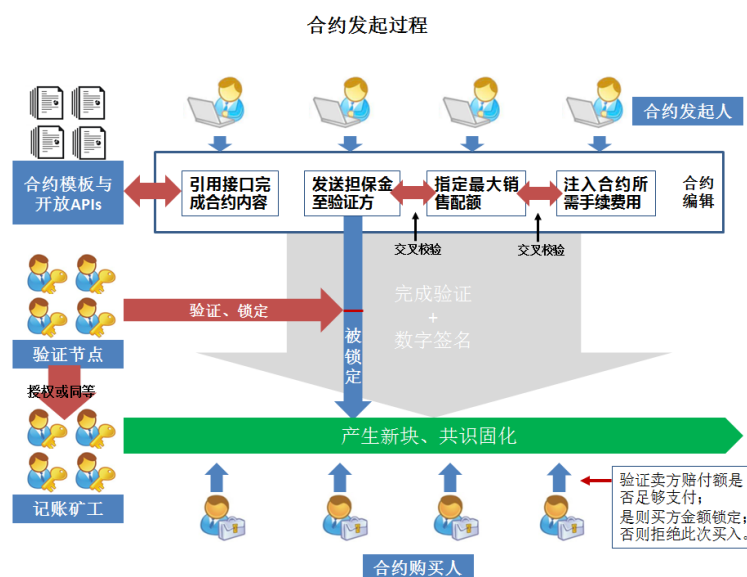 合约发起过程
合约发起人
合约模板与
开放APIs
引用接口完
成合约内容
发送担保金
至验证方
指定最大销
售配额
注入合约所
需手续费用
合约
编辑
交叉校验
交叉校验
完成验证
+
数字签名
验证、锁定
被
锁
定
验证节点
授权或同等
产生新块、共识固化
记账矿工
验证卖方赔付额是
否足够支付；
是则买方金额锁定；
否则拒绝此次买入。
合约购买人